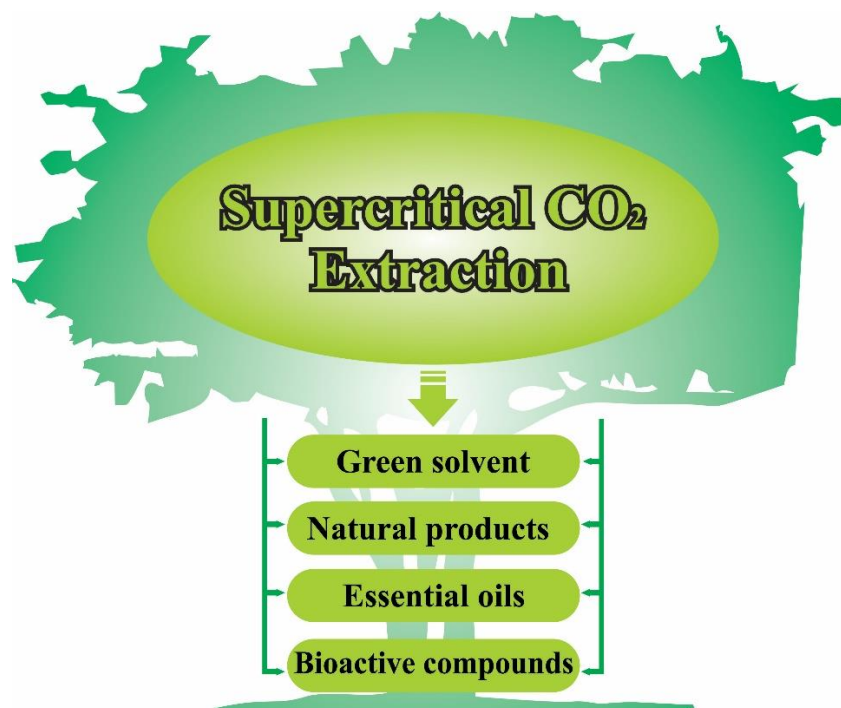 Supercritical CO₂
Extraction
Green solvent
Natural products
Essential oils
Bioactive compounds